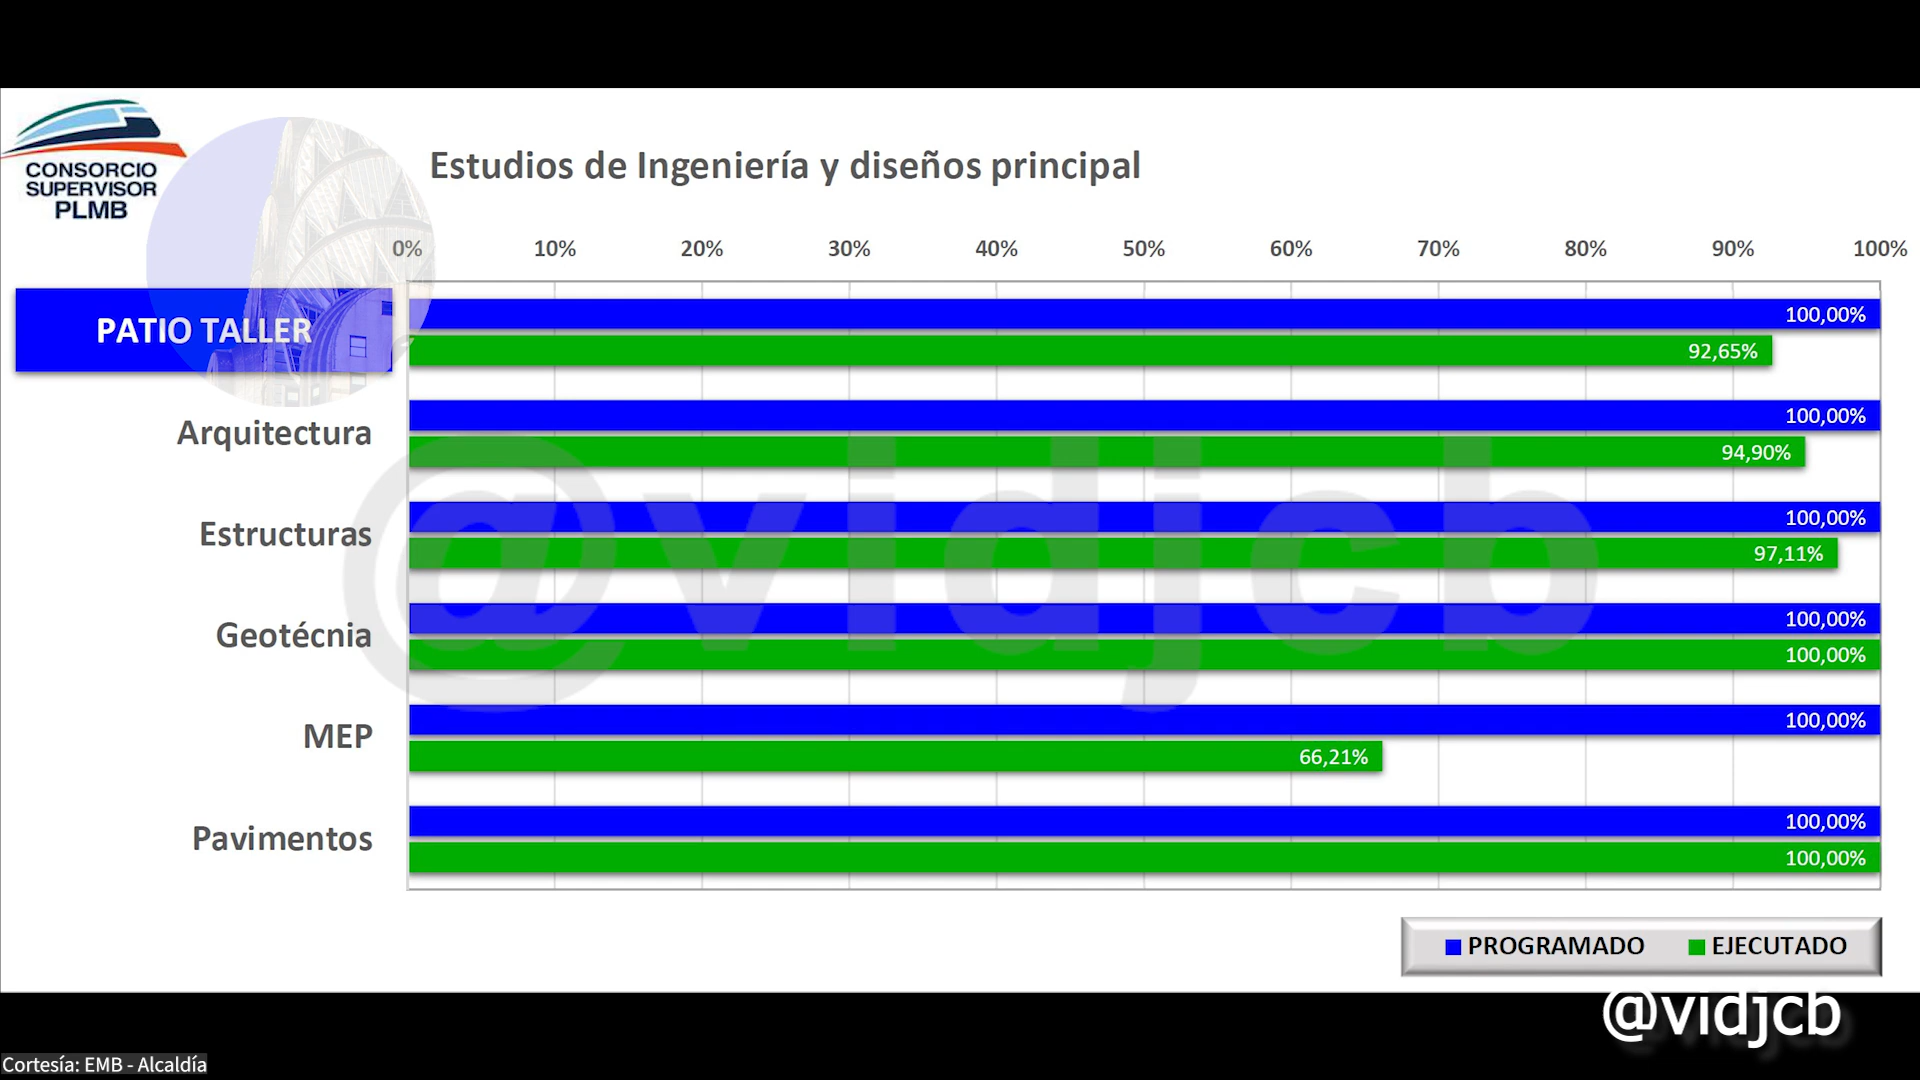 CONSORCIO
SUPERVISOR
PLMB
Estudios de Ingeniería y diseños principal
0% 10% 20% 30% 40% 50% 60% 70% 80% 90% 100%
PATIO TALLER
100,00%
92,65%
Arquitectura
100,00%
94,90%
Estructuras
100,00%
97,11%
Geotécnia
100,00%
100,00%
MEP
100,00%
66,21%
Pavimentos
100,00%
100,00%
@vidjcb
PROGRAMADO EJECUTADO
@vidjcb
Cortesía: EMB - Alcaldía